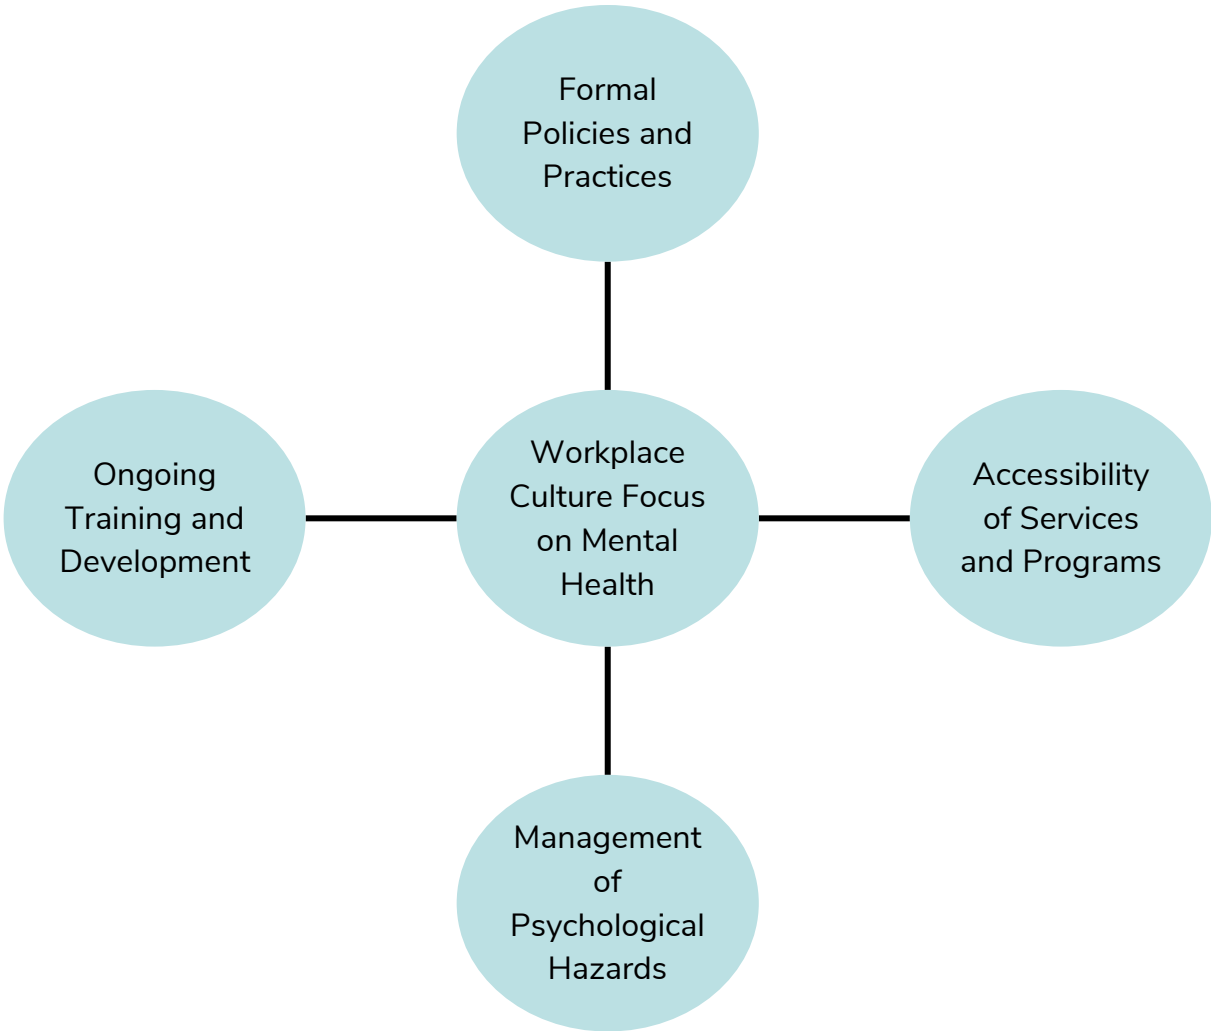 Formal
Policies and
Practices
Ongoing
Training and
Development
Workplace
Culture Focus
on Mental
Health
Accessibility
of Services
and Programs
Management
of
Psychological
Hazards